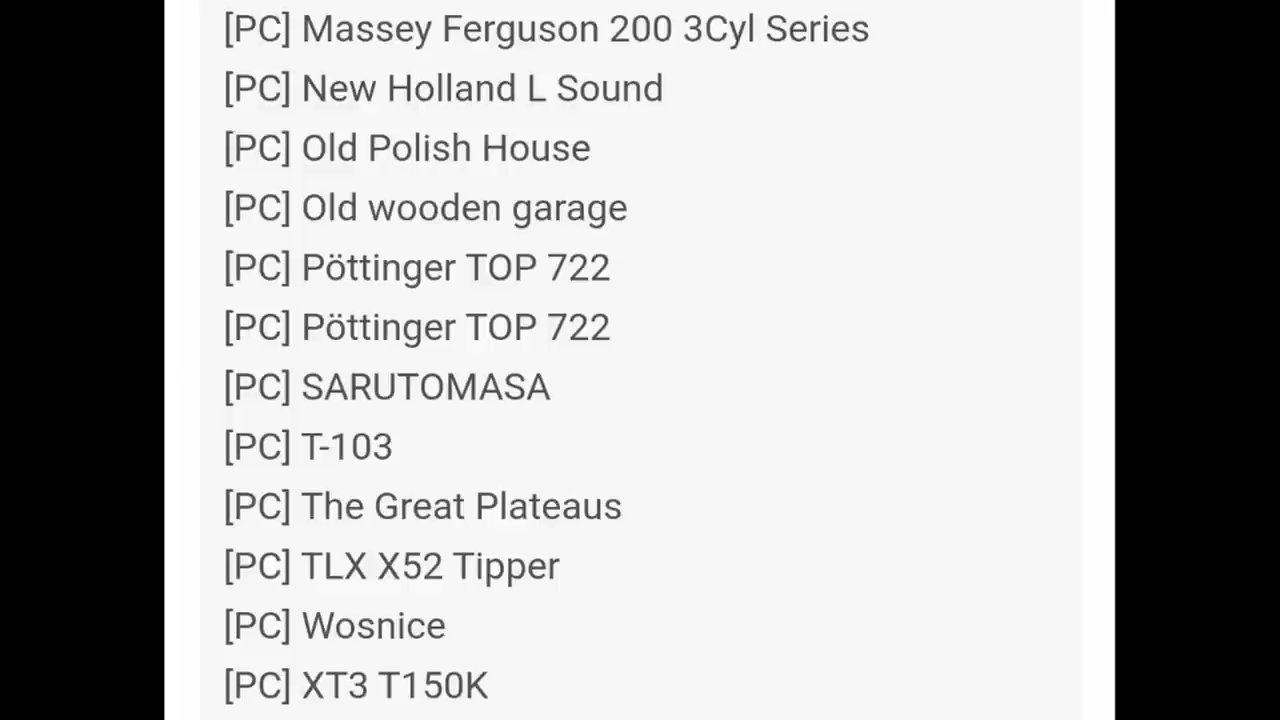 [PC] Massey Ferguson 200 3Cyl Series
[PC] New Holland L Sound
[PC] Old Polish House
[PC] Old wooden garage
[PC] Pöttinger TOP 722
[PC] Pöttinger TOP 722
[PC] SARUTOMASA
[PC] T-103
[PC] The Great Plateaus
[PC] TLX X52 Tipper
[PC] Wosnice
[PC] XT3 T150K